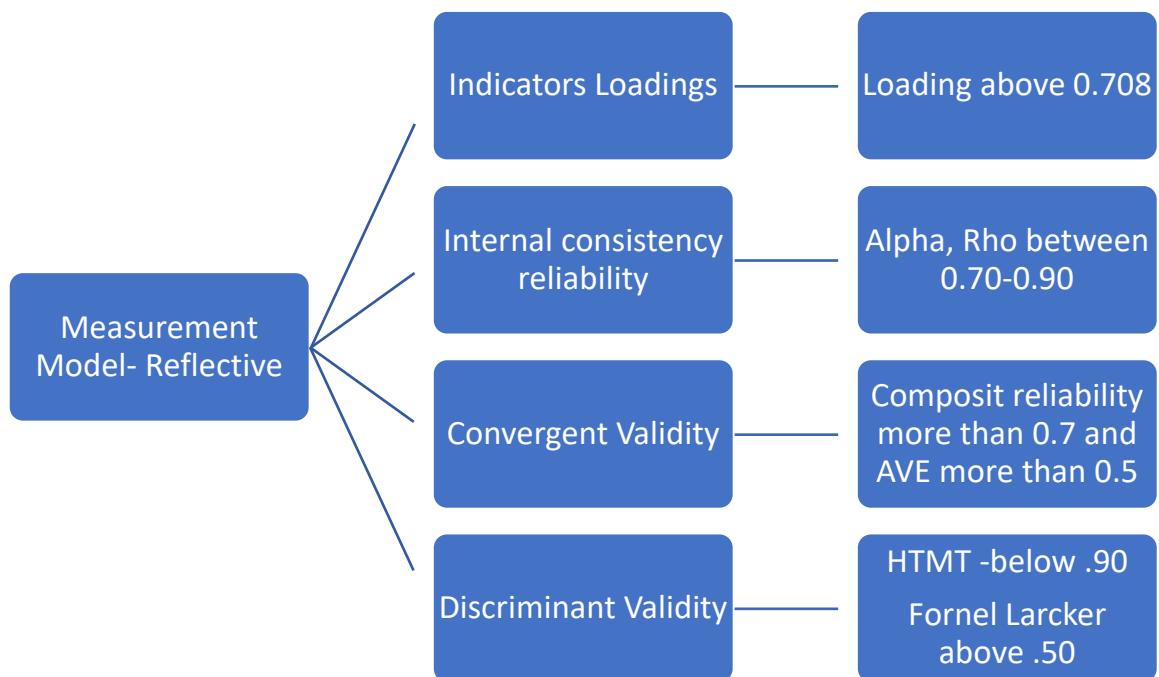 Measurement
Model- Reflective
Indicators Loadings
Loading above 0.708
Internal consistency
reliability
Alpha, Rho between
0.70-0.90
Convergent Validity
Composit reliability
more than 0.7 and
AVE more than 0.5
Discriminant Validity
HTMT -below .90
Fornel Larcker
above .50